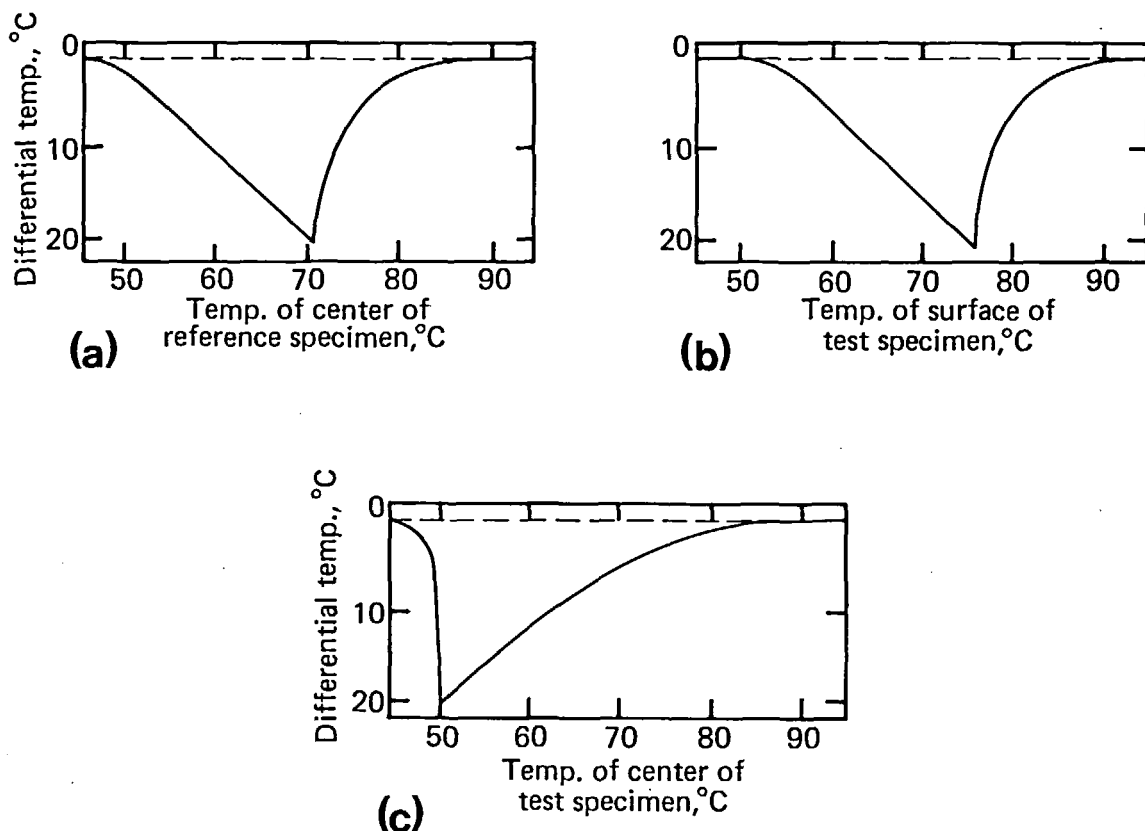 Differential temp., °C
0
10
20
50 60 70 80 90
Temp. of center of
reference specimen,°C
(a)
0
10
20
50 60 70 80 90
Temp. of surface of
test specimen,°C
(b)
Differential temp., °C
0
10
20
50 60 70 80 90
Temp. of center of
test specimen,°C
(c)